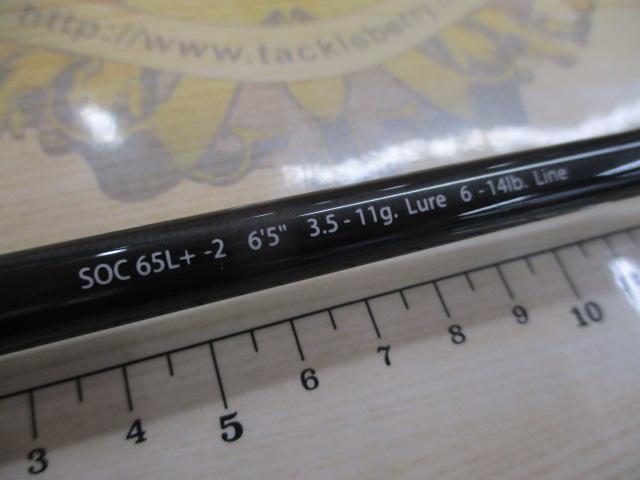 http://www.tackleberry.co
SOC 65L+ -2 6'5" 3.5 - 11g. Lure 6 -14lb. Line
3 4 5 6 7 8 9 10